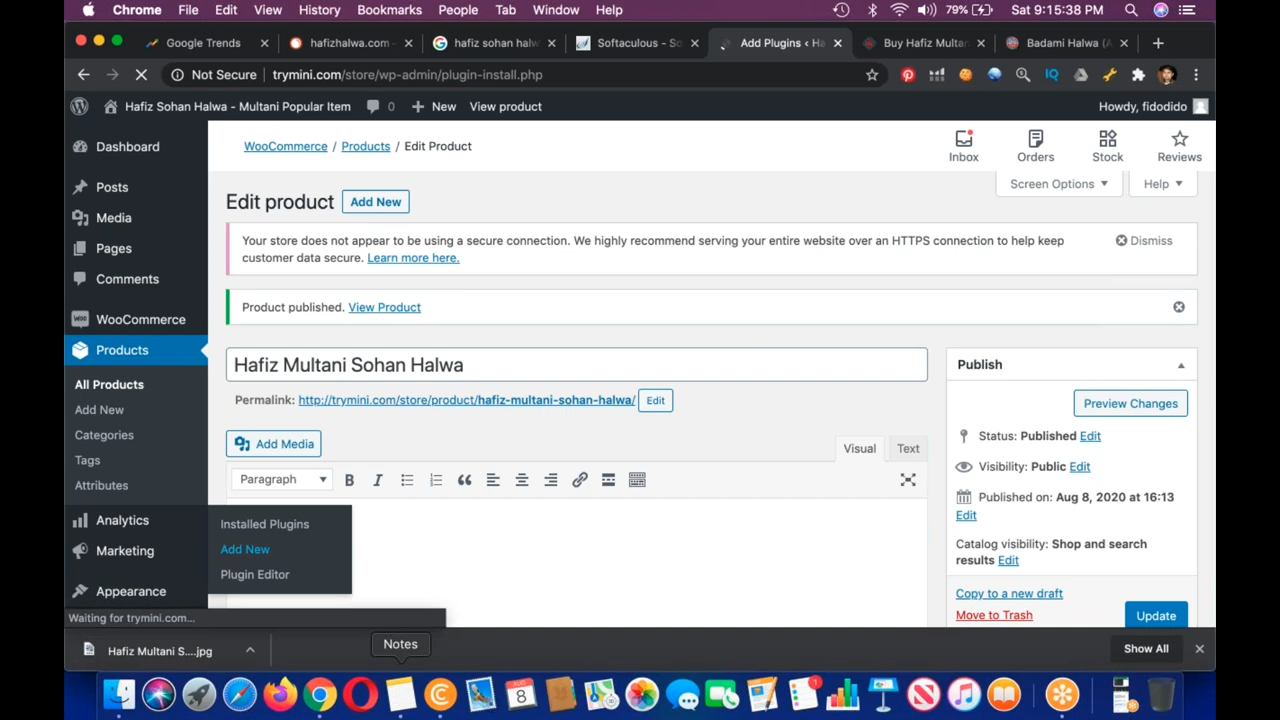 Chrome File Edit View History Bookmarks People Tab Window Help 79% Sat 9:15:38 PM
Google Trends hafizhalwa.com - hafiz sohan halw Softaculous - So Add Plugins ‹ Ha Buy Hafiz Multan Badami Halwa (A
Not Secure trymini.com/store/wp-admin/plugin-install.php IQ
Hafiz Sohan Halwa - Multani Popular Item 0 New View product Howdy, fidodido
Dashboard
Posts
Media
Pages
Comments
WooCommerce
Products
All Products
Add New
Categories
Tags
Attributes
Analytics
Marketing
Appearance
Installed Plugins
Add New
Plugin Editor
WooCommerce / Products / Edit Product
Inbox Orders Stock Reviews
Screen Options Help
Edit product Add New
Your store does not appear to be using a secure connection. We highly recommend serving your entire website over an HTTPS connection to help keep
customer data secure. Learn more here.
Dismiss
Product published. View Product
Hafiz Multani Sohan Halwa
Permalink: http://trymini.com/store/product/hafiz-multani-sohan-halwa/ Edit
Add Media
Visual Text
Paragraph B I
Publish
Preview Changes
Status: Published Edit
Visibility: Public Edit
Published on: Aug 8, 2020 at 16:13
Edit
Catalog visibility: Shop and search
results Edit
Copy to a new draft
Move to Trash
Update
Waiting for trymini.com...
Hafiz Multani S....jpg
Notes
Show All
8
1